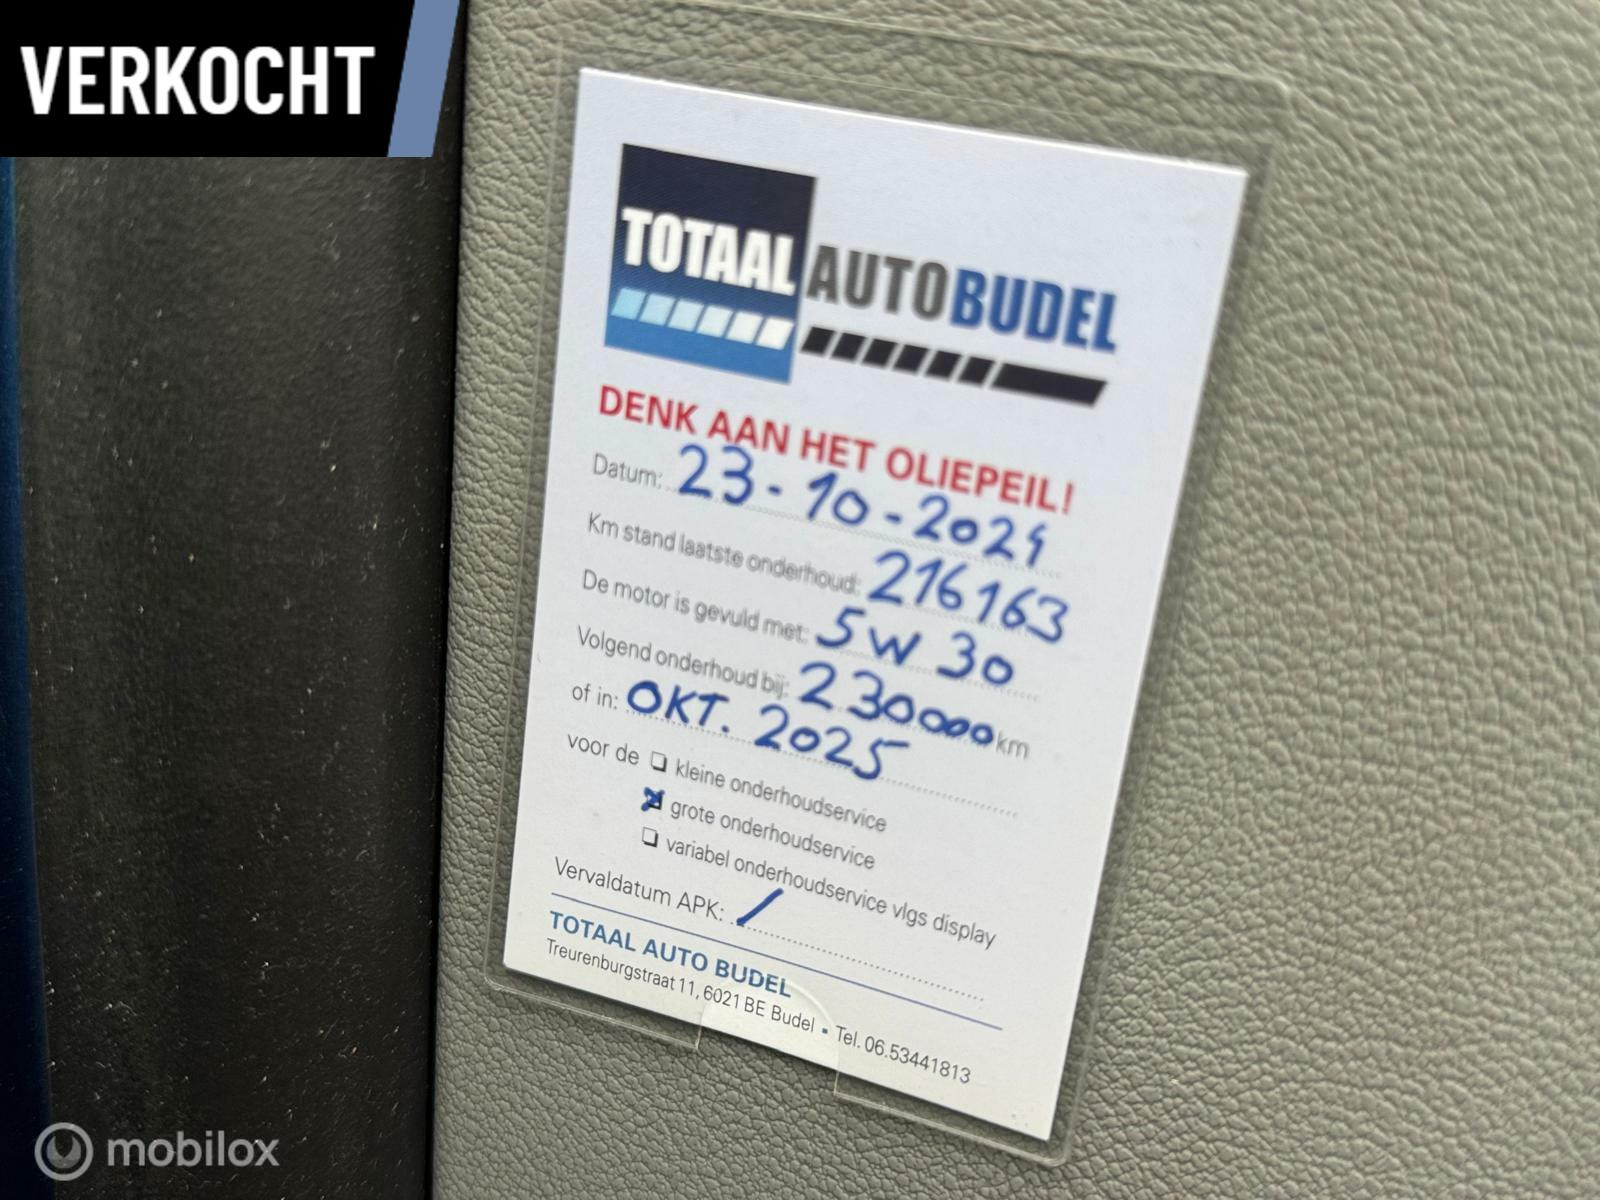 VERKOCHT
TOTAAL AUTOBUDEL
DENK AAN HET OLIEPEIL!
Datum: 23-10-2024
Km stand laatste onderhoud: 216163
De motor is gevuld met: 5W30
Volgend onderhoud bij: 230000 km
of in: OKT. 2025
voor de kleine onderhoudservice
grote onderhoudservice
variabel onderhoudservice vlgs display
Vervaldatum APK: /
TOTAAL AUTO BUDEL
Treurenburgstraat 11, 6021 BE Budel ▪ Tel. 06.53441813
mobilox